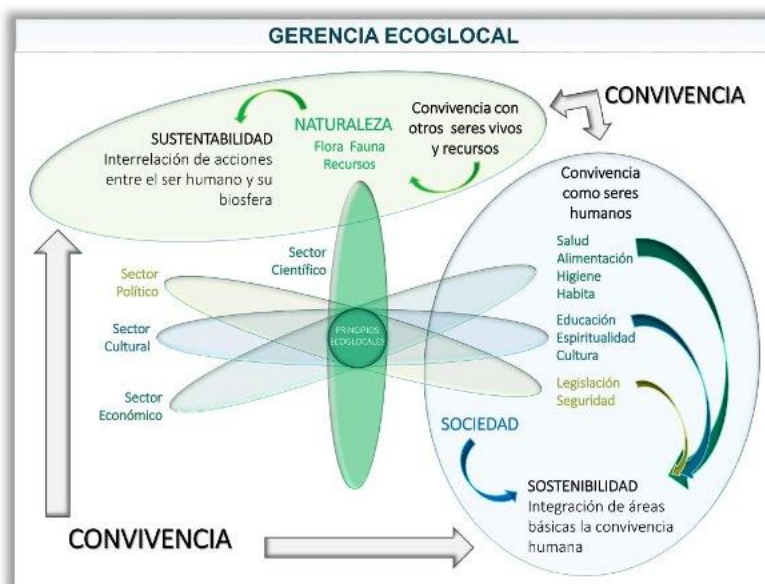 GERENCIA ECOGLOCAL
CONVIVENCIA
SUSTENTABILIDAD
Interrelación de acciones
entre el ser humano y su
biosfera
NATURALEZA
Flora Fauna
Recursos
Convivencia con
otros seres vivos
y recursos
Convivencia
como seres
humanos
Sector
Científico
Sector
Político
Sector
Cultural
Sector
Económico
PRINCIPIOS
ECOGLOCALES
Salud
Alimentación
Higiene
Habita
Educación
Espiritualidad
Cultura
Legislación
Seguridad
SOCIEDAD
SOSTENIBILIDAD
Integración de áreas
básicas la convivencia
humana
CONVIVENCIA